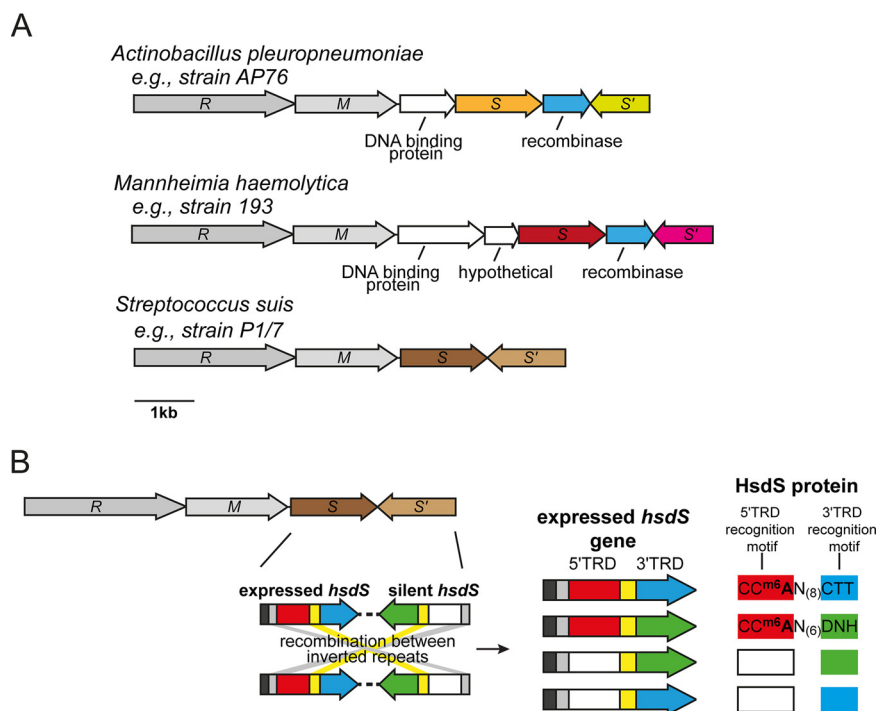 A
Actinobacillus pleuropneumoniae
e.g., strain AP76
R M S S'
DNA binding
protein
recombinase
Mannheimia haemolytica
e.g., strain 193
R M S S'
DNA binding
protein
hypothetical
recombinase
Streptococcus suis
e.g., strain P1/7
R M S S'
1kb
B
R M S S'
expressed hsdS silent hsdS
recombination between
inverted repeats
expressed hsdS
gene
5'TRD 3'TRD
HsdS protein
5'TRD
recognition
motif
3'TRD
recognition
motif
CCm6AN(8)CTT
CCm6AN(6)DNH